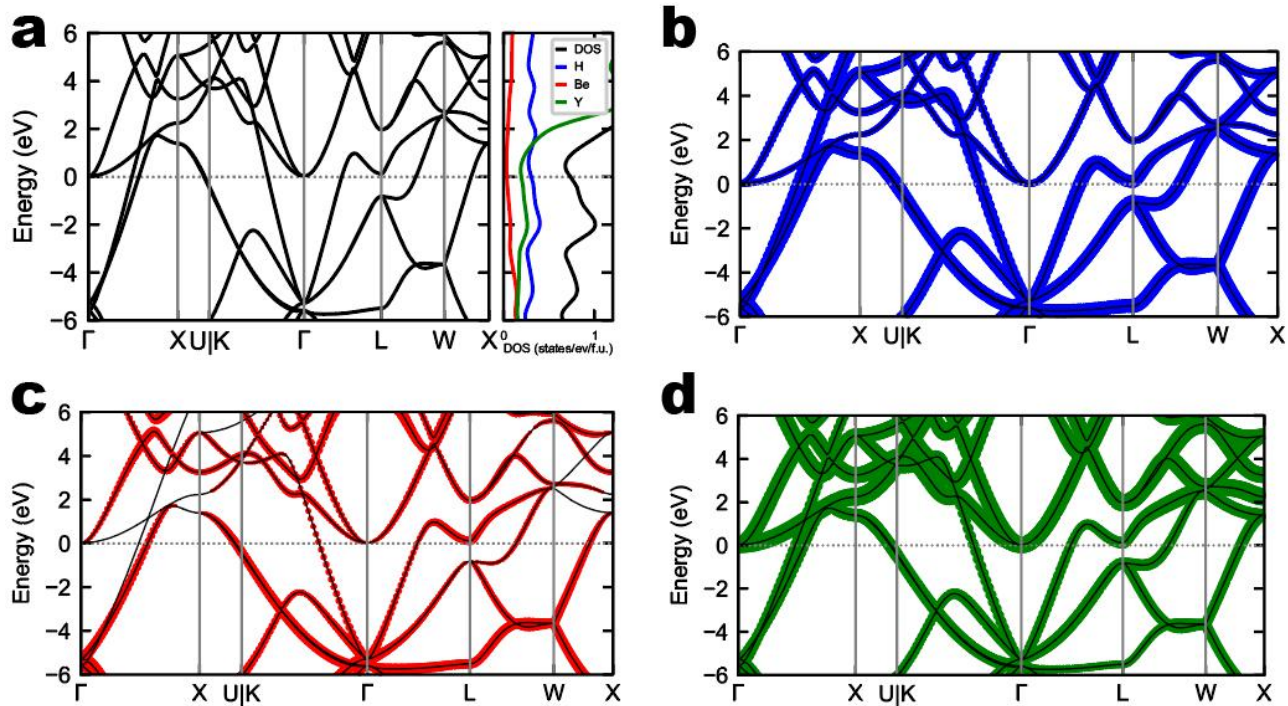 a
Energy (eV)
6
4
2
0
−2
−4
−6
Γ X U|K Γ L W X
DOS
H
Be
Y
0 1
DOS (states/ev/f.u.)
b
Energy (eV)
6
4
2
0
−2
−4
−6
Γ X U|K Γ L W X
c
Energy (eV)
6
4
2
0
−2
−4
−6
Γ X U|K Γ L W X
d
Energy (eV)
6
4
2
0
−2
−4
−6
Γ X U|K Γ L W X